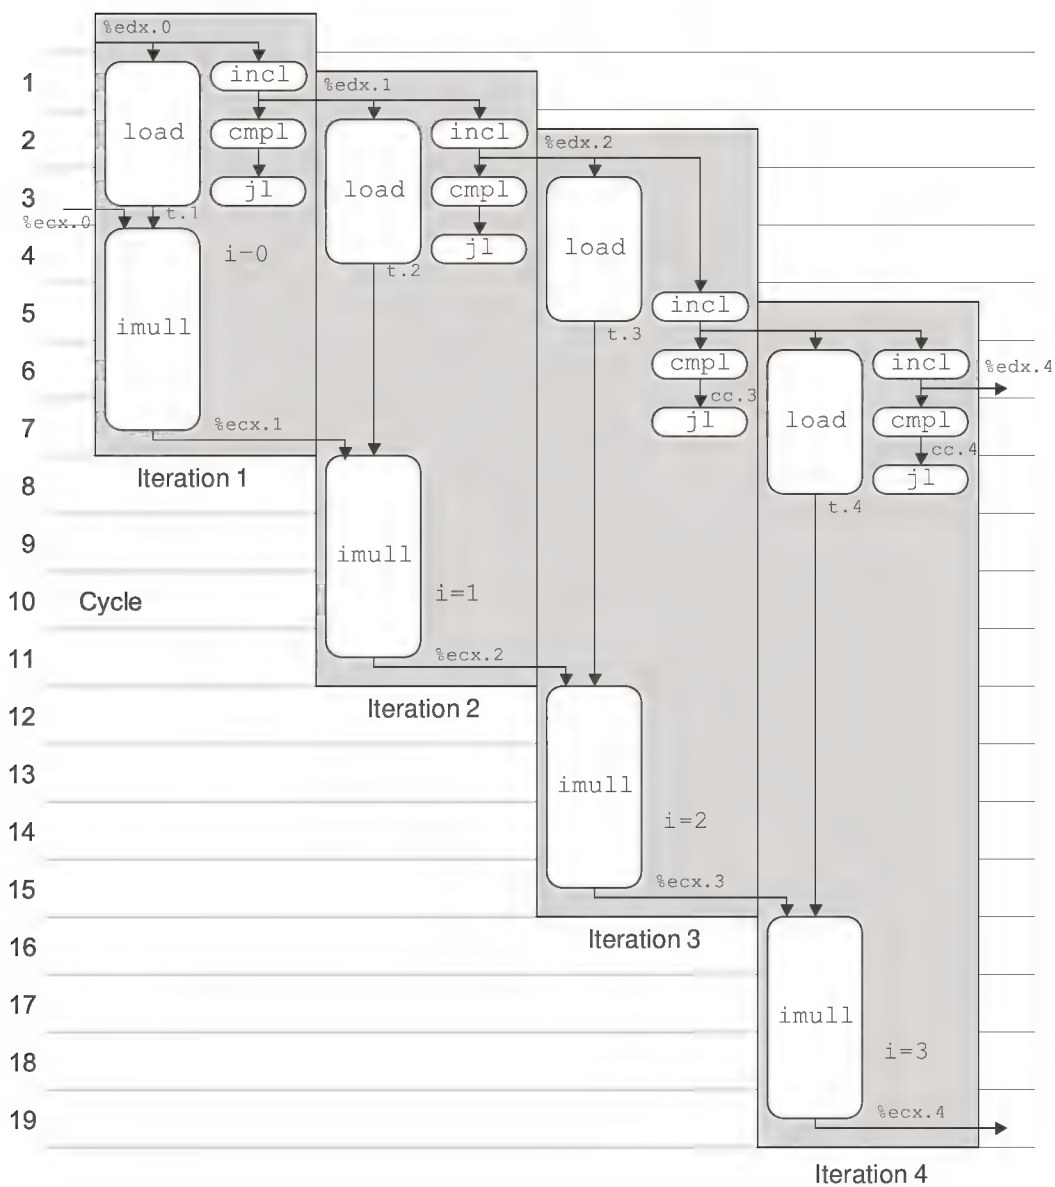 %edx.0
1
incl
%edx.1
load
cmpl
incl
%edx.2
2
jl
load
cmpl
3
%ecx.0
t.1
load
jl
4
i-0
t.2
incl
5
imull
t.3
cmpl
incl
%edx.4
6
cc.3
load
cmpl
7
%ecx.1
jl
cc.4
Iteration 1
jl
8
t.4
9
imull
10
Cycle
i=1
11
%ecx.2
Iteration 2
12
13
imull
14
i=2
15
%ecx.3
Iteration 3
16
17
imull
18
i=3
19
%ecx.4
Iteration 4